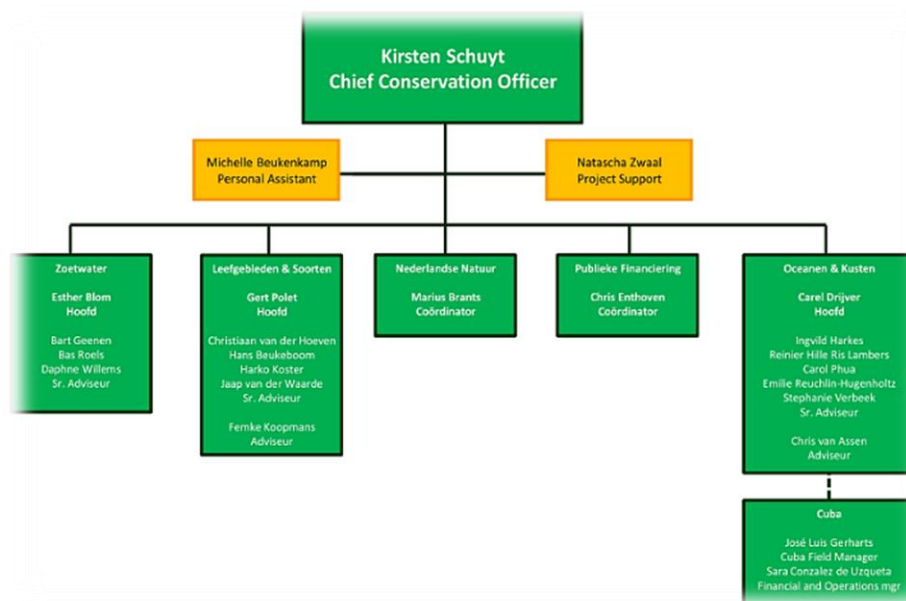 Kirsten Schuyt
Chief Conservation Officer
Michelle Beukenkamp
Personal Assistant
Natascha Zwaal
Project Support
Zoetwater
Esther Blom
Hoofd
Bart Geenen
Bas Roels
Daphne Willems
Sr. Adviseur
Leefgebieden & Soorten
Gert Polet
Hoofd
Christiaan van der Hoeven
Hans Beukeboom
Harko Koster
Jaap van der Waarde
Sr. Adviseur
Femke Koopmans
Adviseur
Nederlandse Natuur
Marius Brants
Coördinator
Publieke Financiering
Chris Enthoven
Coördinator
Oceanen & Kusten
Carel Drijver
Hoofd
Ingvild Harkes
Reinier Hille Ris Lambers
Carol Phua
Emilie Reuchlin-Hugenholtz
Stephanie Verbeek
Sr. Adviseur
Chris van Assen
Adviseur
Cuba
José Luis Gerharts
Cuba Field Manager
Sara Conzalez de Uzqueta
Financial and Operations mgr